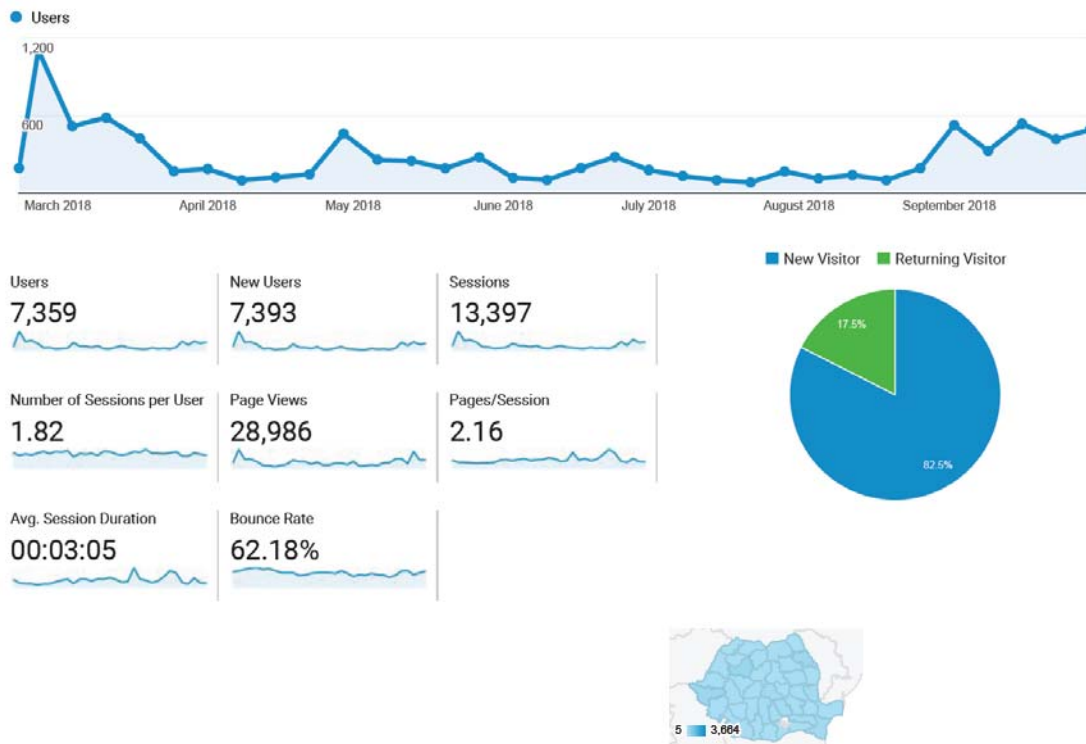 Users
1,200
600
March 2018 April 2018 May 2018 June 2018 July 2018 August 2018 September 2018
New Visitor Returning Visitor
Users New Users Sessions
7,359 7,393 13,397
17.5%
Number of Sessions per User Page Views Pages/Session
1.82 28,986 2.16
82.5%
Avg. Session Duration Bounce Rate
00:03:05 62.18%
5 3,664